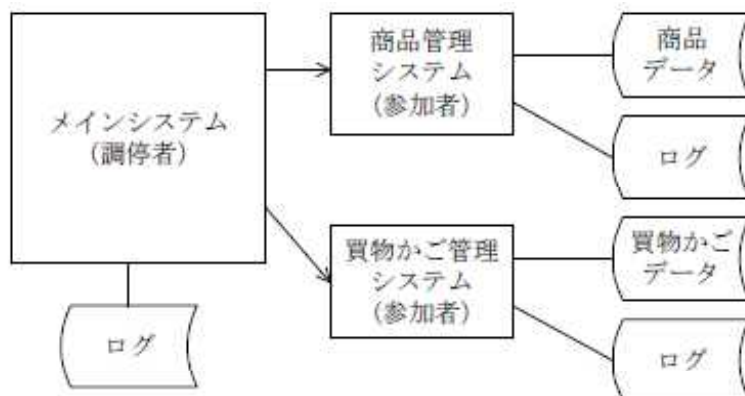 メインシステム
(調停者)
ログ
商品管理
システム
(参加者)
商品
データ
ログ
買物かご管理
システム
(参加者)
買物かご
データ
ログ